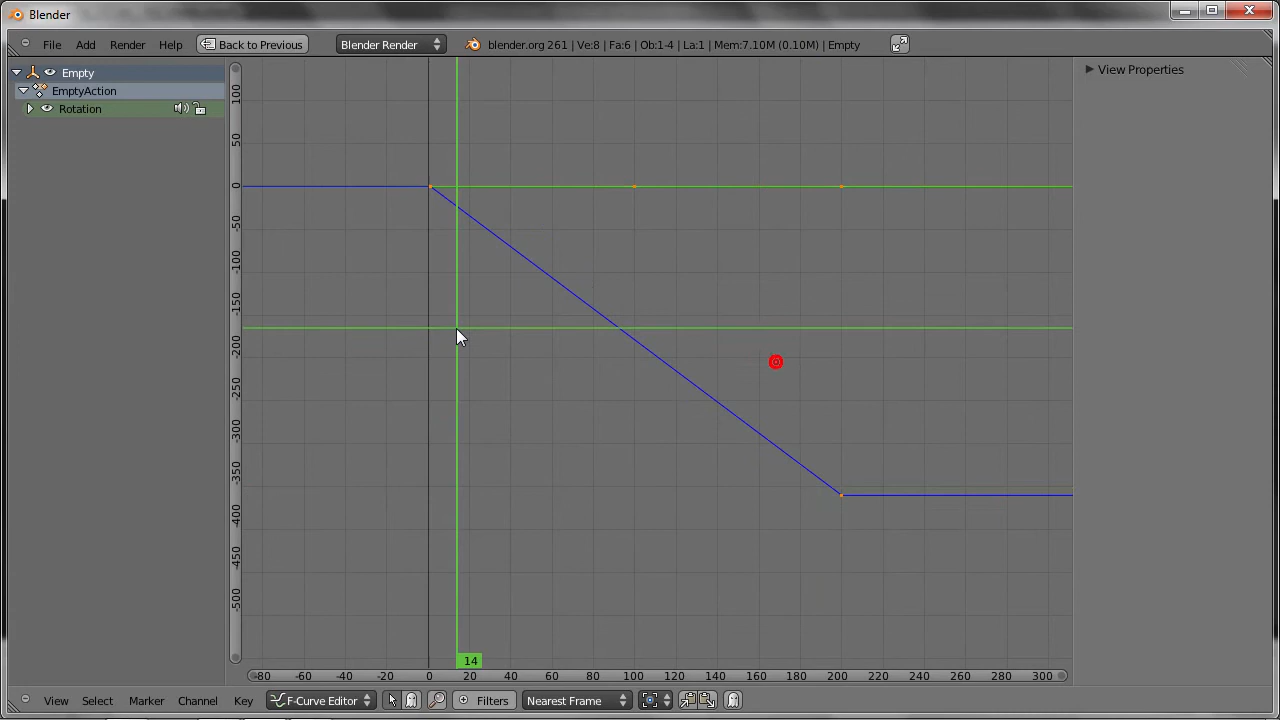 Blender
File Add Render Help Back to Previous Blender Render blender.org 261 | Ve:8 | Fa:6 | Ob:1-4 | La:1 | Mem:7.10M (0.10M) | Empty
Empty
View Properties
EmptyAction
Rotation
100
50
0
-50
-100
-150
-200
-250
-300
-350
-400
-450
-500
14
-80 -60 -40 -20 0 20 40 60 80 100 120 140 160 180 200 220 240 260 280 300
View Select Marker Channel Key F-Curve Editor Filters Nearest Frame